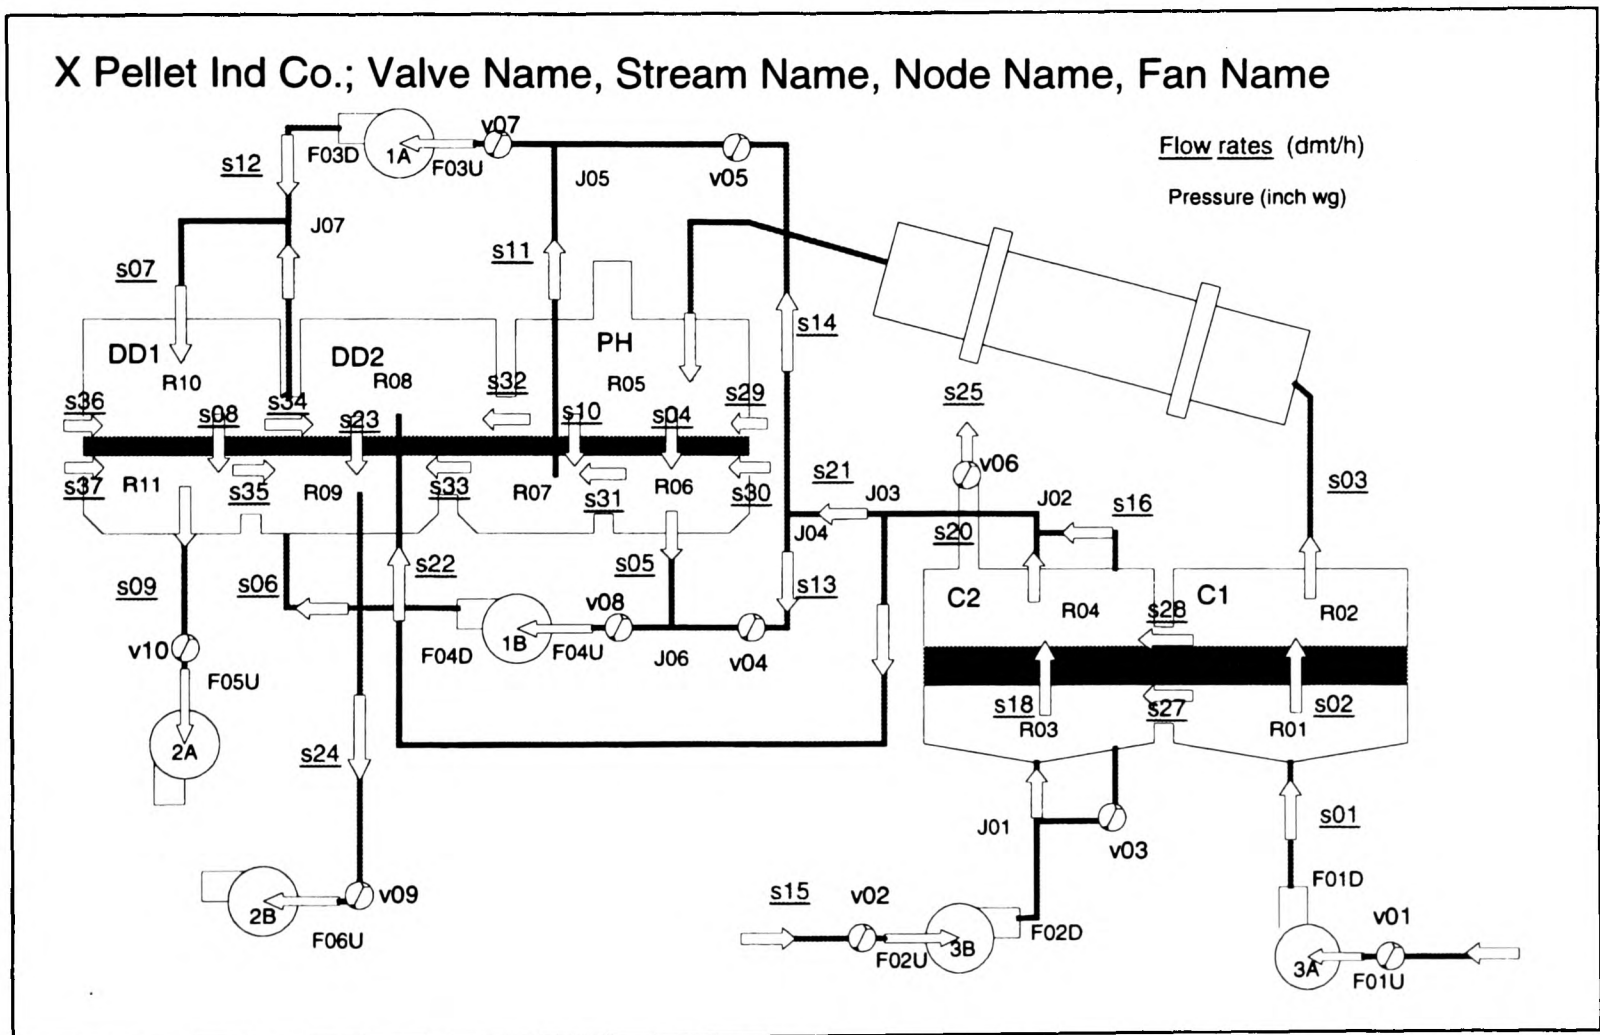 X Pellet Ind Co.; Valve Name, Stream Name, Node Name, Fan Name
v07
Flow rates (dmt/h)
s12 F03D 1A F03U J05 v05
Pressure (inch wg)
J07
s07 s11
s14
DD1 DD2 PH
R10 R08 s32 R05
s36 s34 s29 s25
s08 s23 s10 s04
v06
s37 R11 R09 s33 R07 R06 s21 J03 s03
s35 s31 s30 J02 s16
J04 s20
s09 s06 s22 s05 s13
C2 R04 s28 C1 R02
v08
v10 F04D 1B F04U J06 v04
F05U
s18 s27 s02
R03 R01
2A s24
J01 s01
v03
F01D
2B v09 s15 v02 v01
F06U F02U 3B F02D
3A F01U